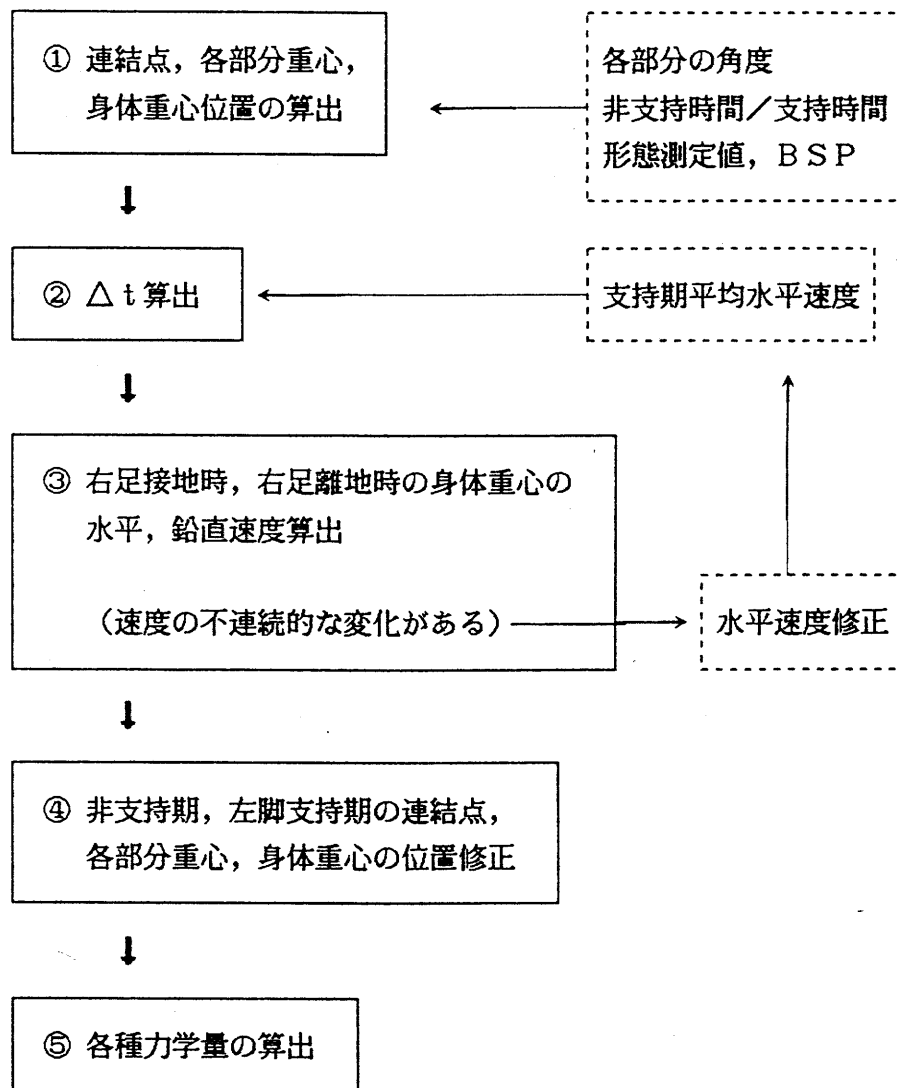 ① 連結点，各部分重心，
身体重心位置の算出
各部分の角度
非支持時間／支持時間
形態測定値，ＢＳＰ
② △ｔ算出
支持期平均水平速度
③ 右足接地時，右足離地時の身体重心の
水平，鉛直速度算出
（速度の不連続的な変化がある）
水平速度修正
④ 非支持期，左脚支持期の連結点，
各部分重心，身体重心の位置修正
⑤ 各種力学量の算出